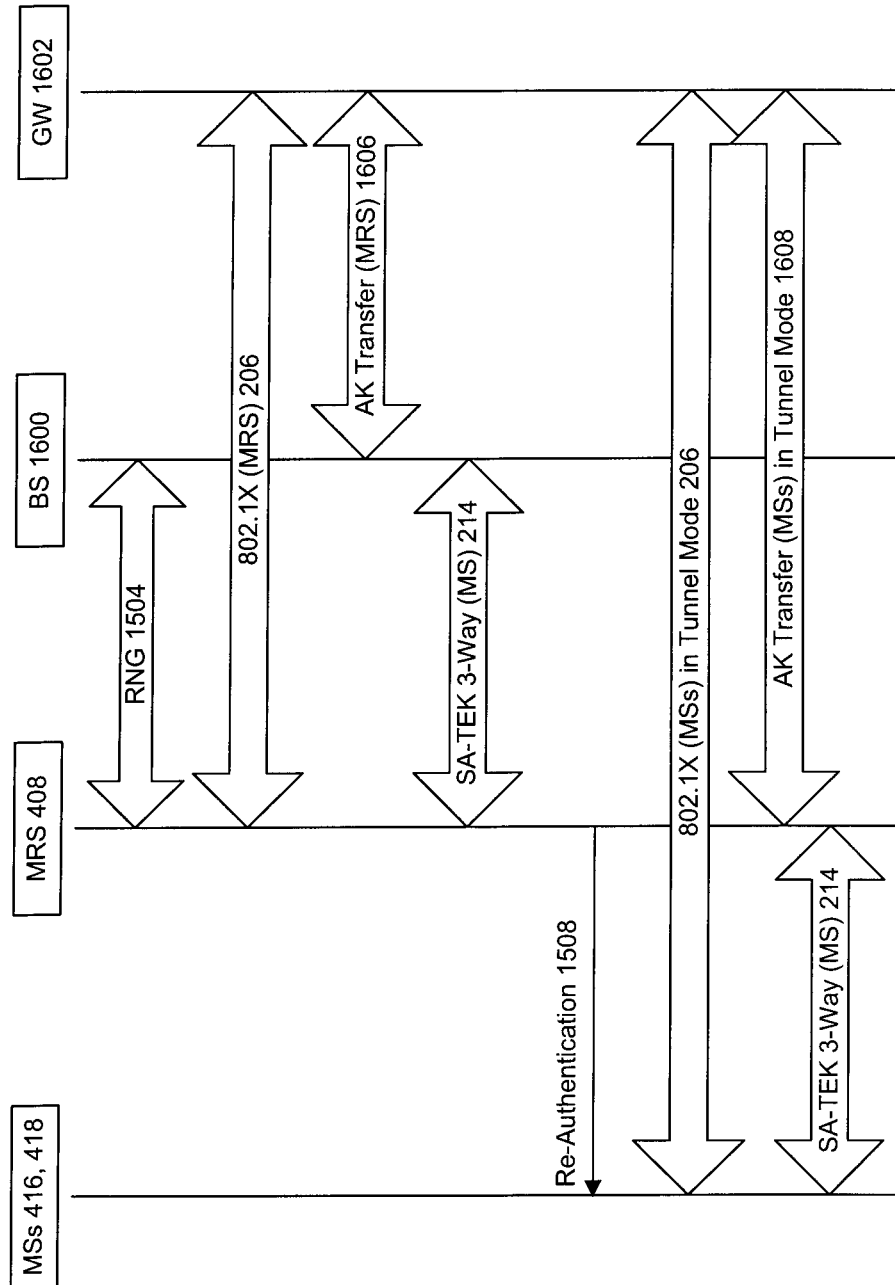 MSs 416, 418
MRS 408
BS 1600
GW 1602
RNG 1504
802.1X (MRS) 206
AK Transfer (MRS) 1606
SA-TEK 3-Way (MS) 214
Re-Authentication 1508
802.1X (MSs) in Tunnel Mode 206
AK Transfer (MSs) in Tunnel Mode 1608
SA-TEK 3-Way (MS) 214